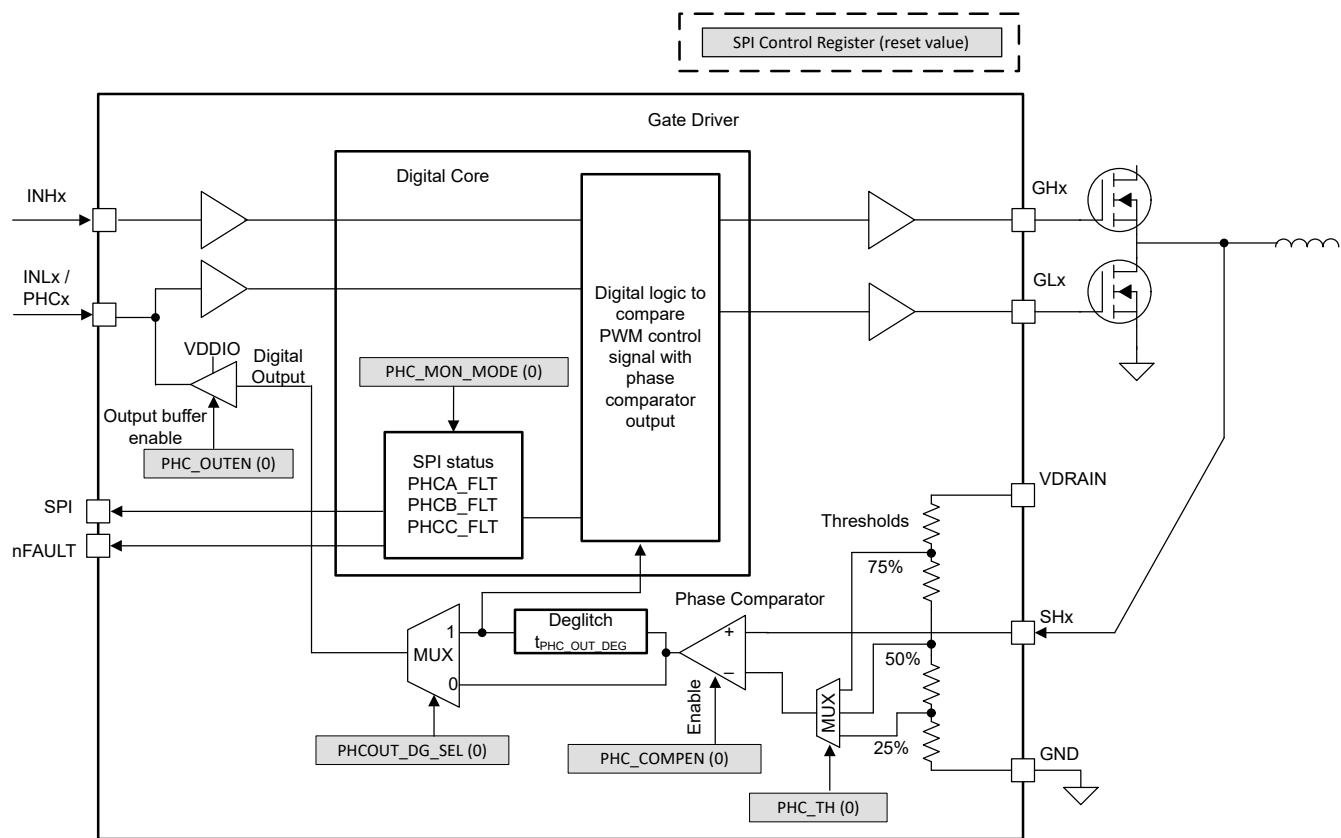 SPI Control Register (reset value)
Gate Driver
Digital Core
INHx
GHx
INLx /
PHCx
GLx
Digital logic to
compare
PWM control
signal with
phase
comparator
output
VDDIO
Digital
Output
PHC_MON_MODE (0)
Output buffer
enable
PHC_OUTEN (0)
SPI status
PHCA_FLT
PHCB_FLT
PHCC_FLT
SPI
nFAULT
VDRAIN
Thresholds
75%
Phase Comparator
SHx
Deglitch
tPHC_OUT_DEG
1
MUX
0
+
–
50%
Enable
MUX
25%
PHCOUT_DG_SEL (0)
PHC_COMPEN (0)
GND
PHC_TH (0)